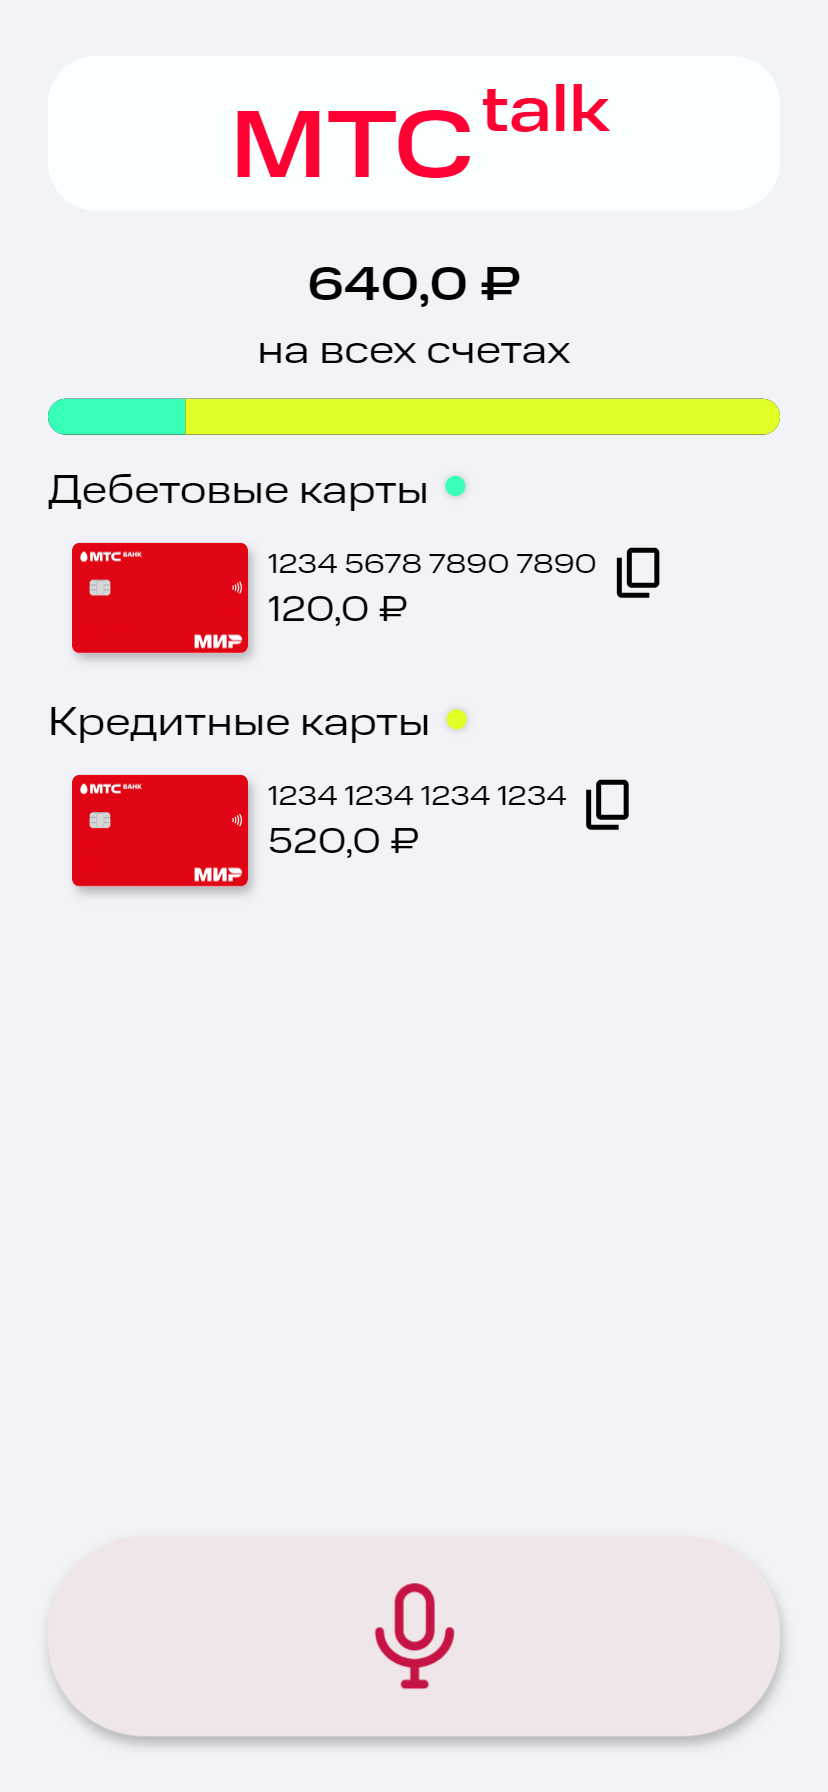 МТС talk
640,0 ₽
на всех счетах
Дебетовые карты
МТС БАНК
1234 5678 7890 7890
120,0 ₽
МИР
Кредитные карты
МТС БАНК
1234 1234 1234 1234
520,0 ₽
МИР